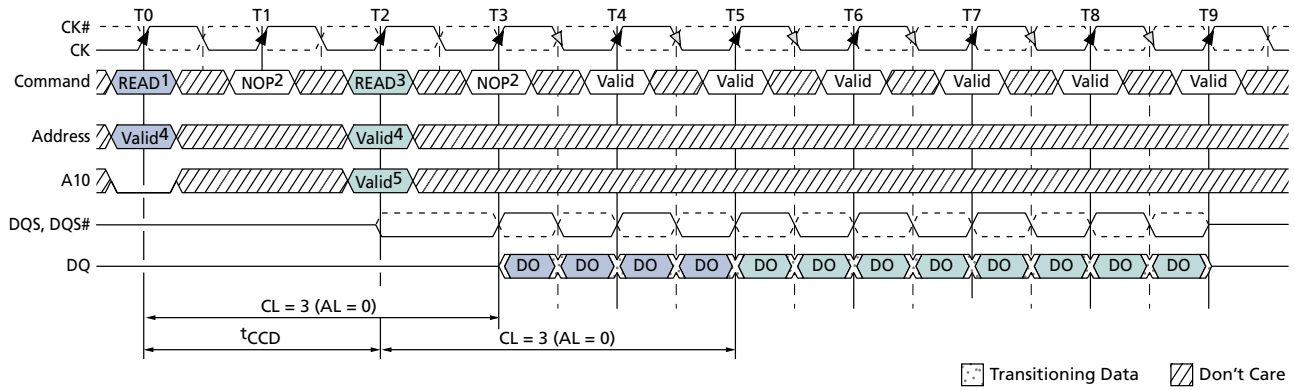 T0 T1 T2 T3 T4 T5 T6 T7 T8 T9
CK#
CK
Command READ1 NOP2 READ3 NOP2 Valid Valid Valid Valid Valid Valid
Address Valid4 Valid4
A10 Valid5
DQS, DQS#
DQ DO DO DO DO DO DO DO DO DO DO DO DO
CL = 3 (AL = 0)
tCCD CL = 3 (AL = 0)
Transitioning Data Don't Care